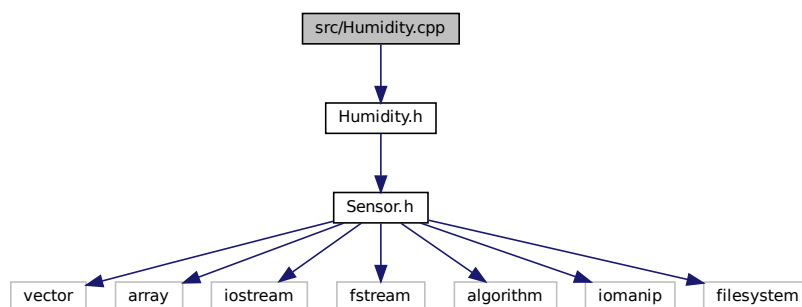 src/Humidity.cpp
Humidity.h
Sensor.h
vector
array
iostream
fstream
algorithm
iomanip
filesystem